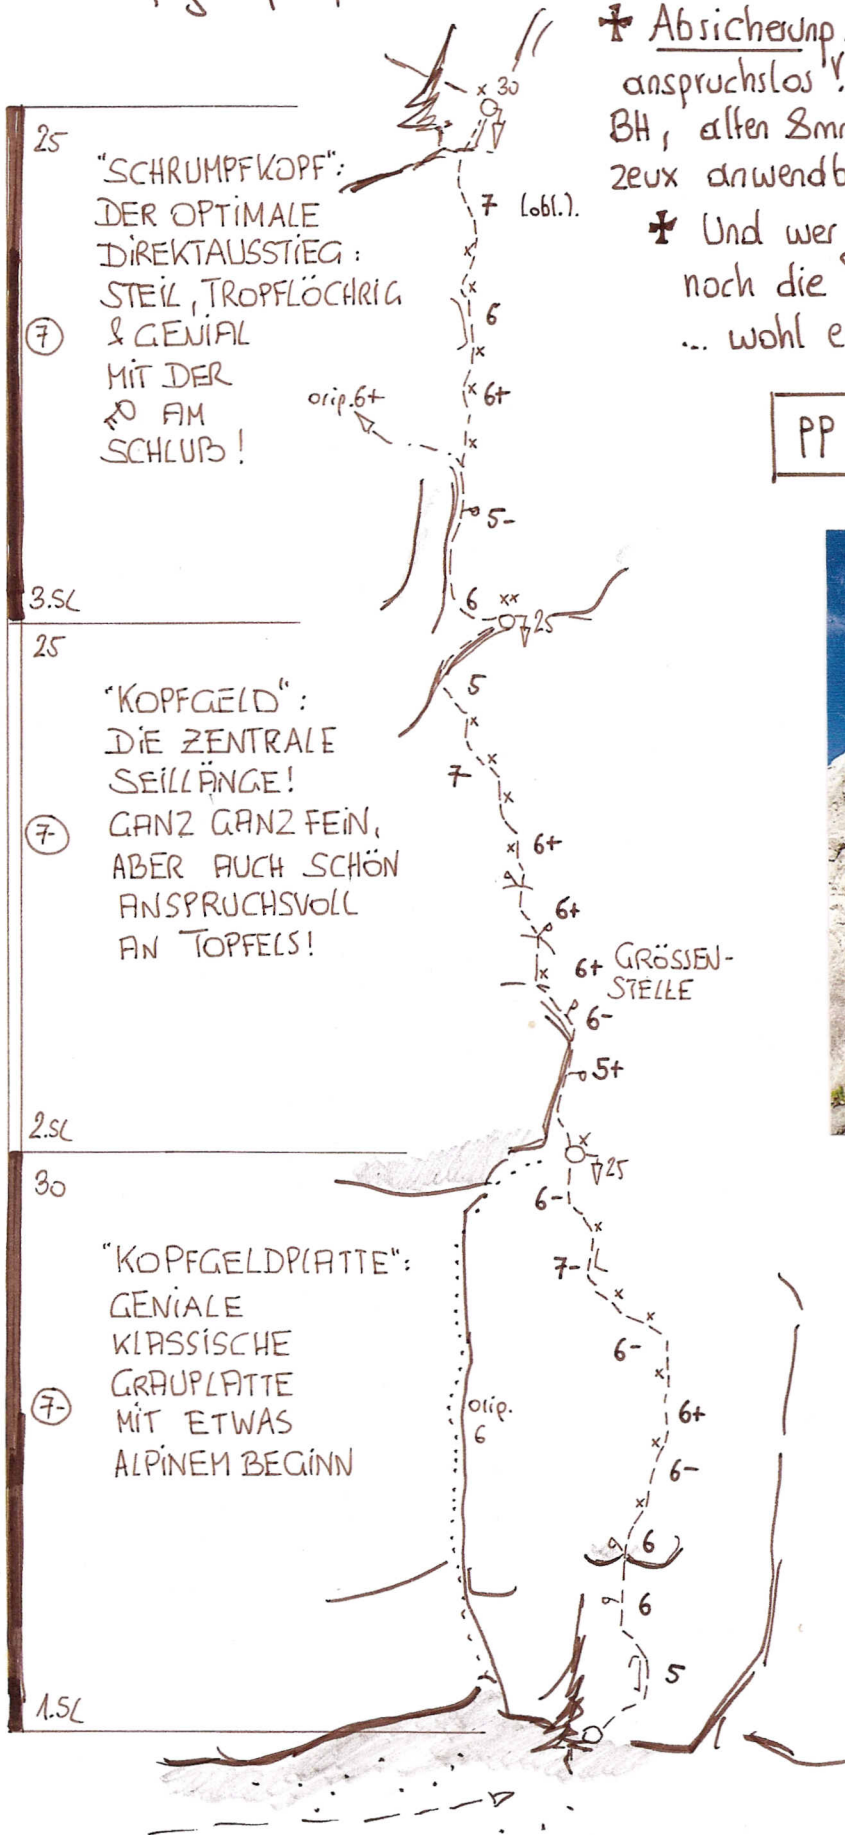 ✠ Absicherung
anspruchslos
BH, alten 8mm
zeux anwendb
✠ Und wer
noch die
... wohl e
PP
x 30
25
"SCHRUMPFKOPF":
DER OPTIMALE
DIREKTAUSSTIEG:
STEIL, TROPFLÖCHRIG
& GENIAL
MIT DER
AM
SCHLUß!
7
7 (obl.).
6
6+
orig. 6+
5-
6 xx
25
3.SL
25
"KOPFGELD":
DIE ZENTRALE
SEILLÄNGE!
GANZ GANZ FEIN,
ABER AUCH SCHÖN
ANSPRUCHSVOLL
AN TOPFELS!
7-
5
7-
6+
6+
6+ GRÖSSEN-
STELLE
6-
5+
25
2.SL
30
"KOPFGELDPLATTE":
GENIALE
KLASSISCHE
GRAUPLATTE
MIT ETWAS
ALPINEM BEGINN
7-
6-
7-
6-
orig.
6
6+
6-
6
6
5
1.SL